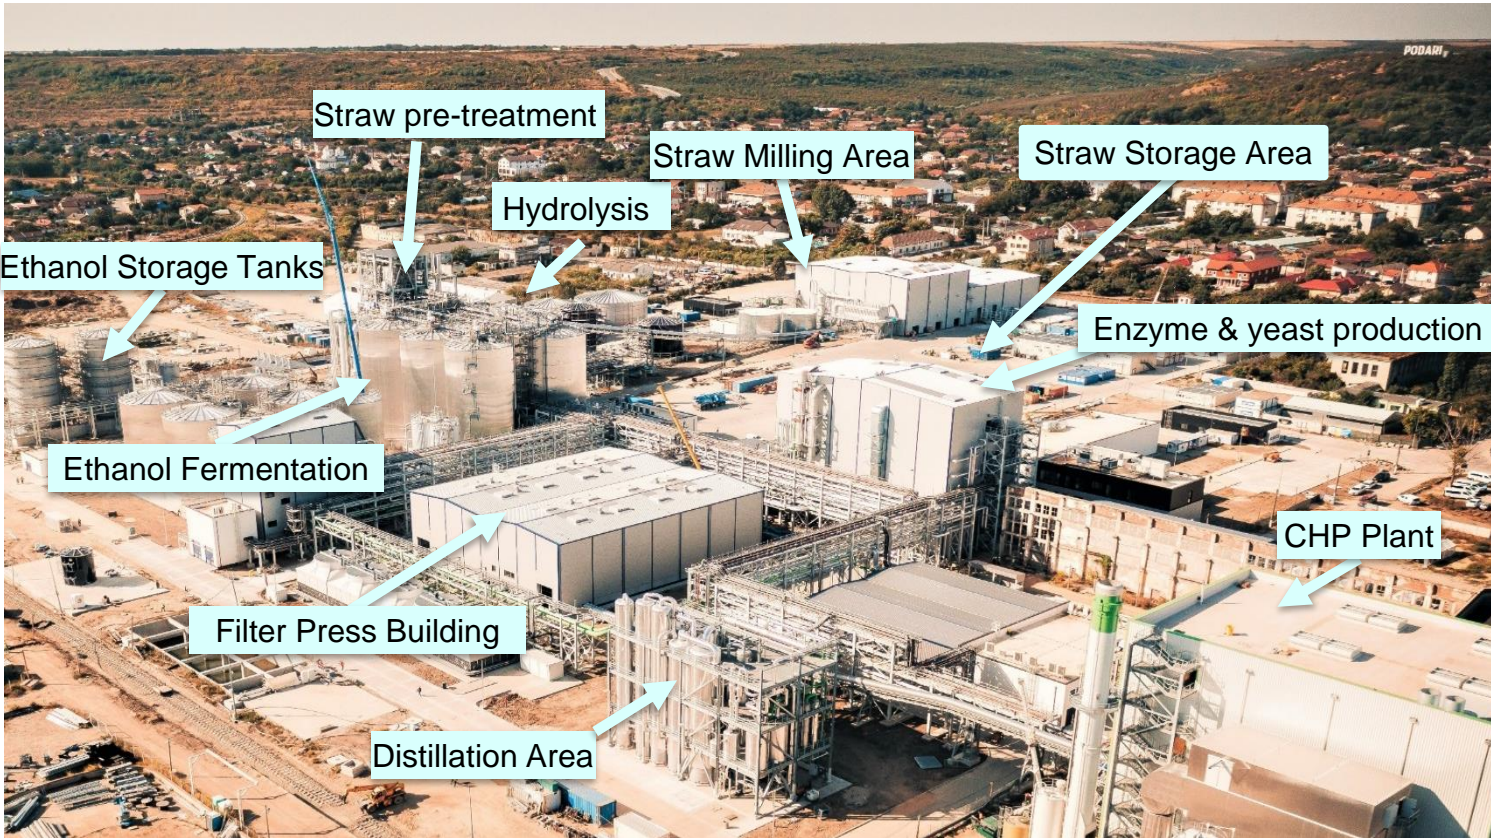 PODARI
Straw pre-treatment
Straw Milling Area
Straw Storage Area
Hydrolysis
Ethanol Storage Tanks
Enzyme & yeast production
Ethanol Fermentation
CHP Plant
Filter Press Building
Distillation Area